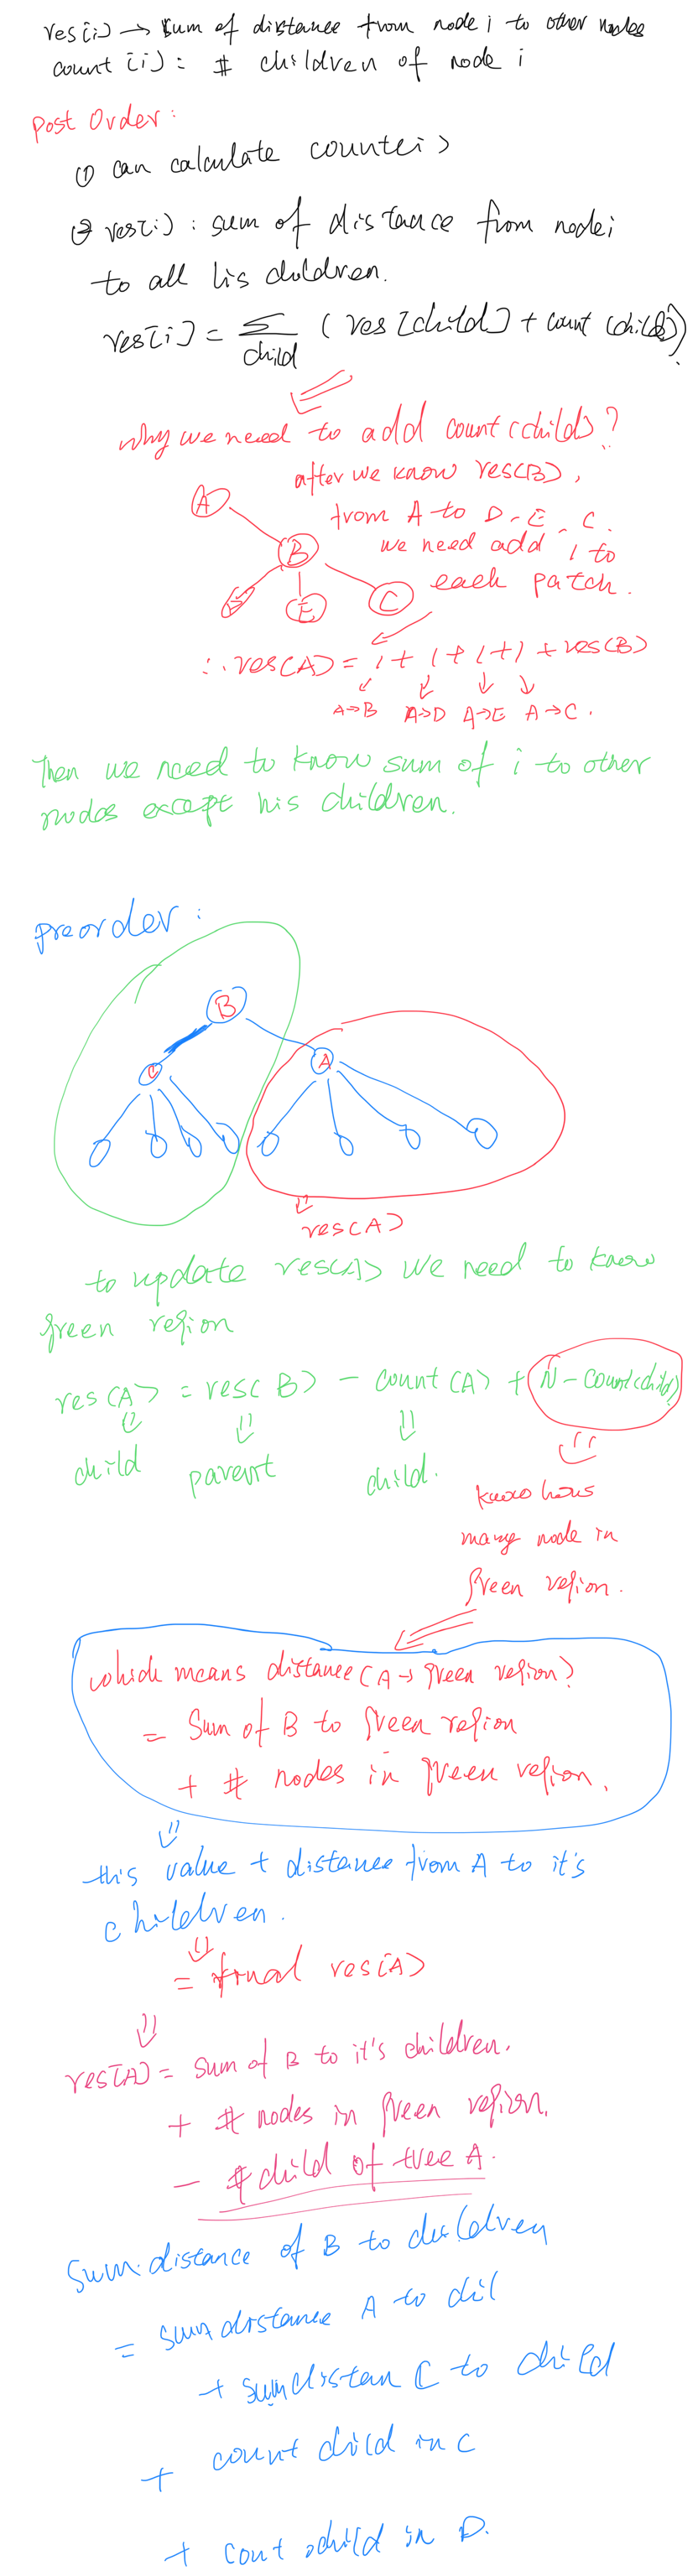 res[i] → sum of distance from node i to other nodes
count[i]: # children of node i
Post Order:
① can calculate count[i]
② res[i]: sum of distance from node i
to all his children.
res[i] = Σ child (res[child] + count[child])
why we need to add count(child)?
after we know res(B),
from A to D, E, C.
we need add 1 to
each patch.
A
B
E
C
∴ res(A) = 1 + 1 + 1 + 1 + res(B)
A→B A→D A→E A→C.
Then we need to know sum of i to other
nodes except his children.
preorder:
B
C
A
res(A)
to update res(A) we need to know
green region
res(A) = res(B) - count(A) + N - count(child)
child parent child.
know how
many node in
green region.
which means distance(A→green region)
= Sum of B to green region
+ # nodes in green region.
this value + distance from A to it's
children.
= final res[A]
res[A] = sum of B to it's children.
+ # nodes in green region.
- # child of tree A.
Sum distance of B to children
= sum distance A to chil
+ sum distan C to child
+ count child in C
+ cont child in D.